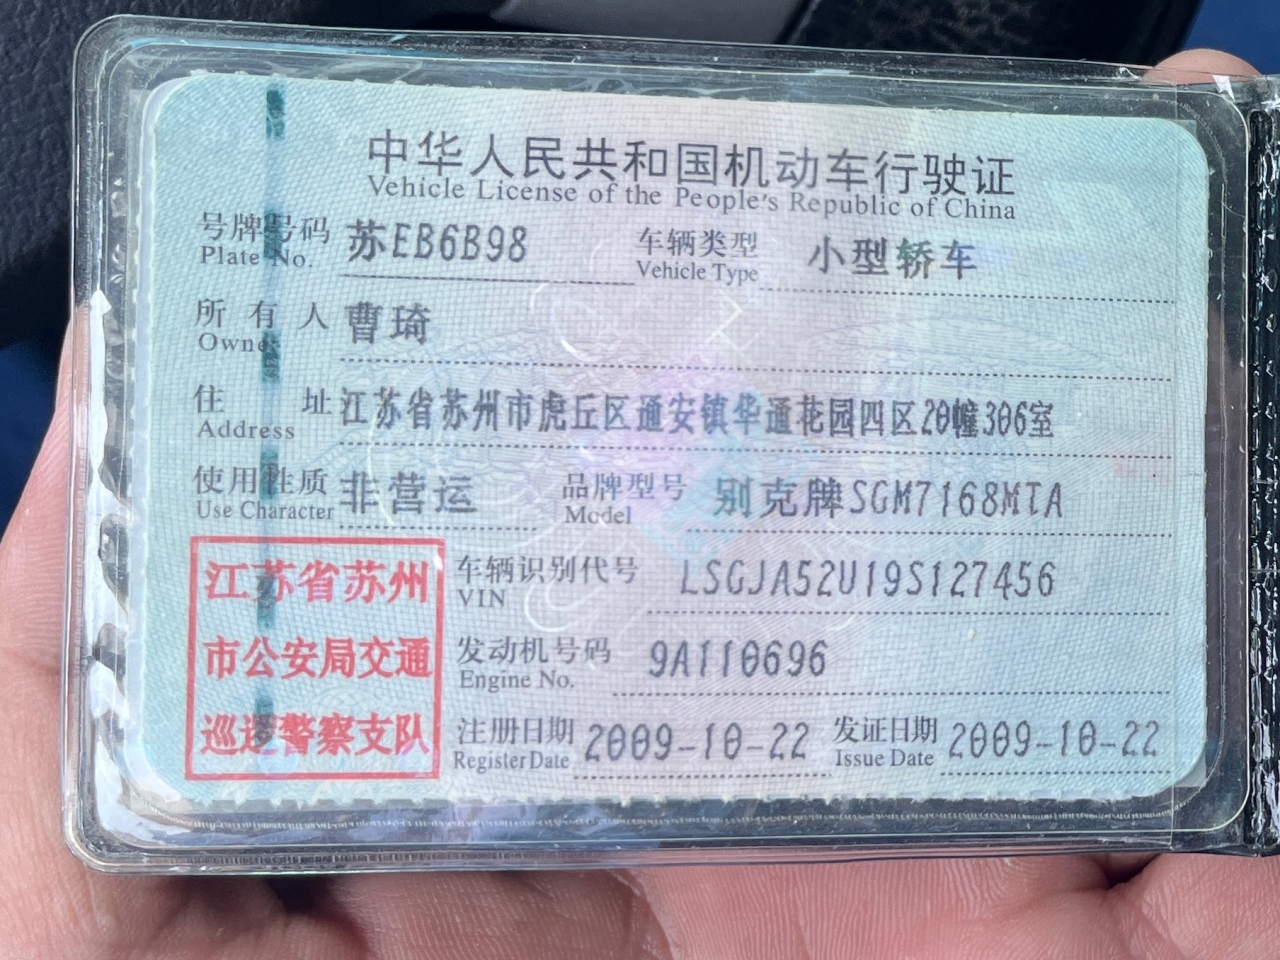 中华人民共和国机动车行驶证
Vehicle License of the People's Republic of China
号牌号码 苏EB6B98 车辆类型 小型轿车
Plate No. Vehicle Type
所有人 曹琦
Owner
住址 江苏省苏州市虎丘区通安镇华通花园四区20幢306室
Address
使用性质 非营运 品牌型号 别克牌SGM7168MTA
Use Character Model
江苏省苏州
市公安局交通
巡逻警察支队
车辆识别代号 LSGJA52U19S127456
VIN
发动机号码 9A110696
Engine No.
注册日期 2009-10-22 发证日期 2009-10-22
Register Date Issue Date